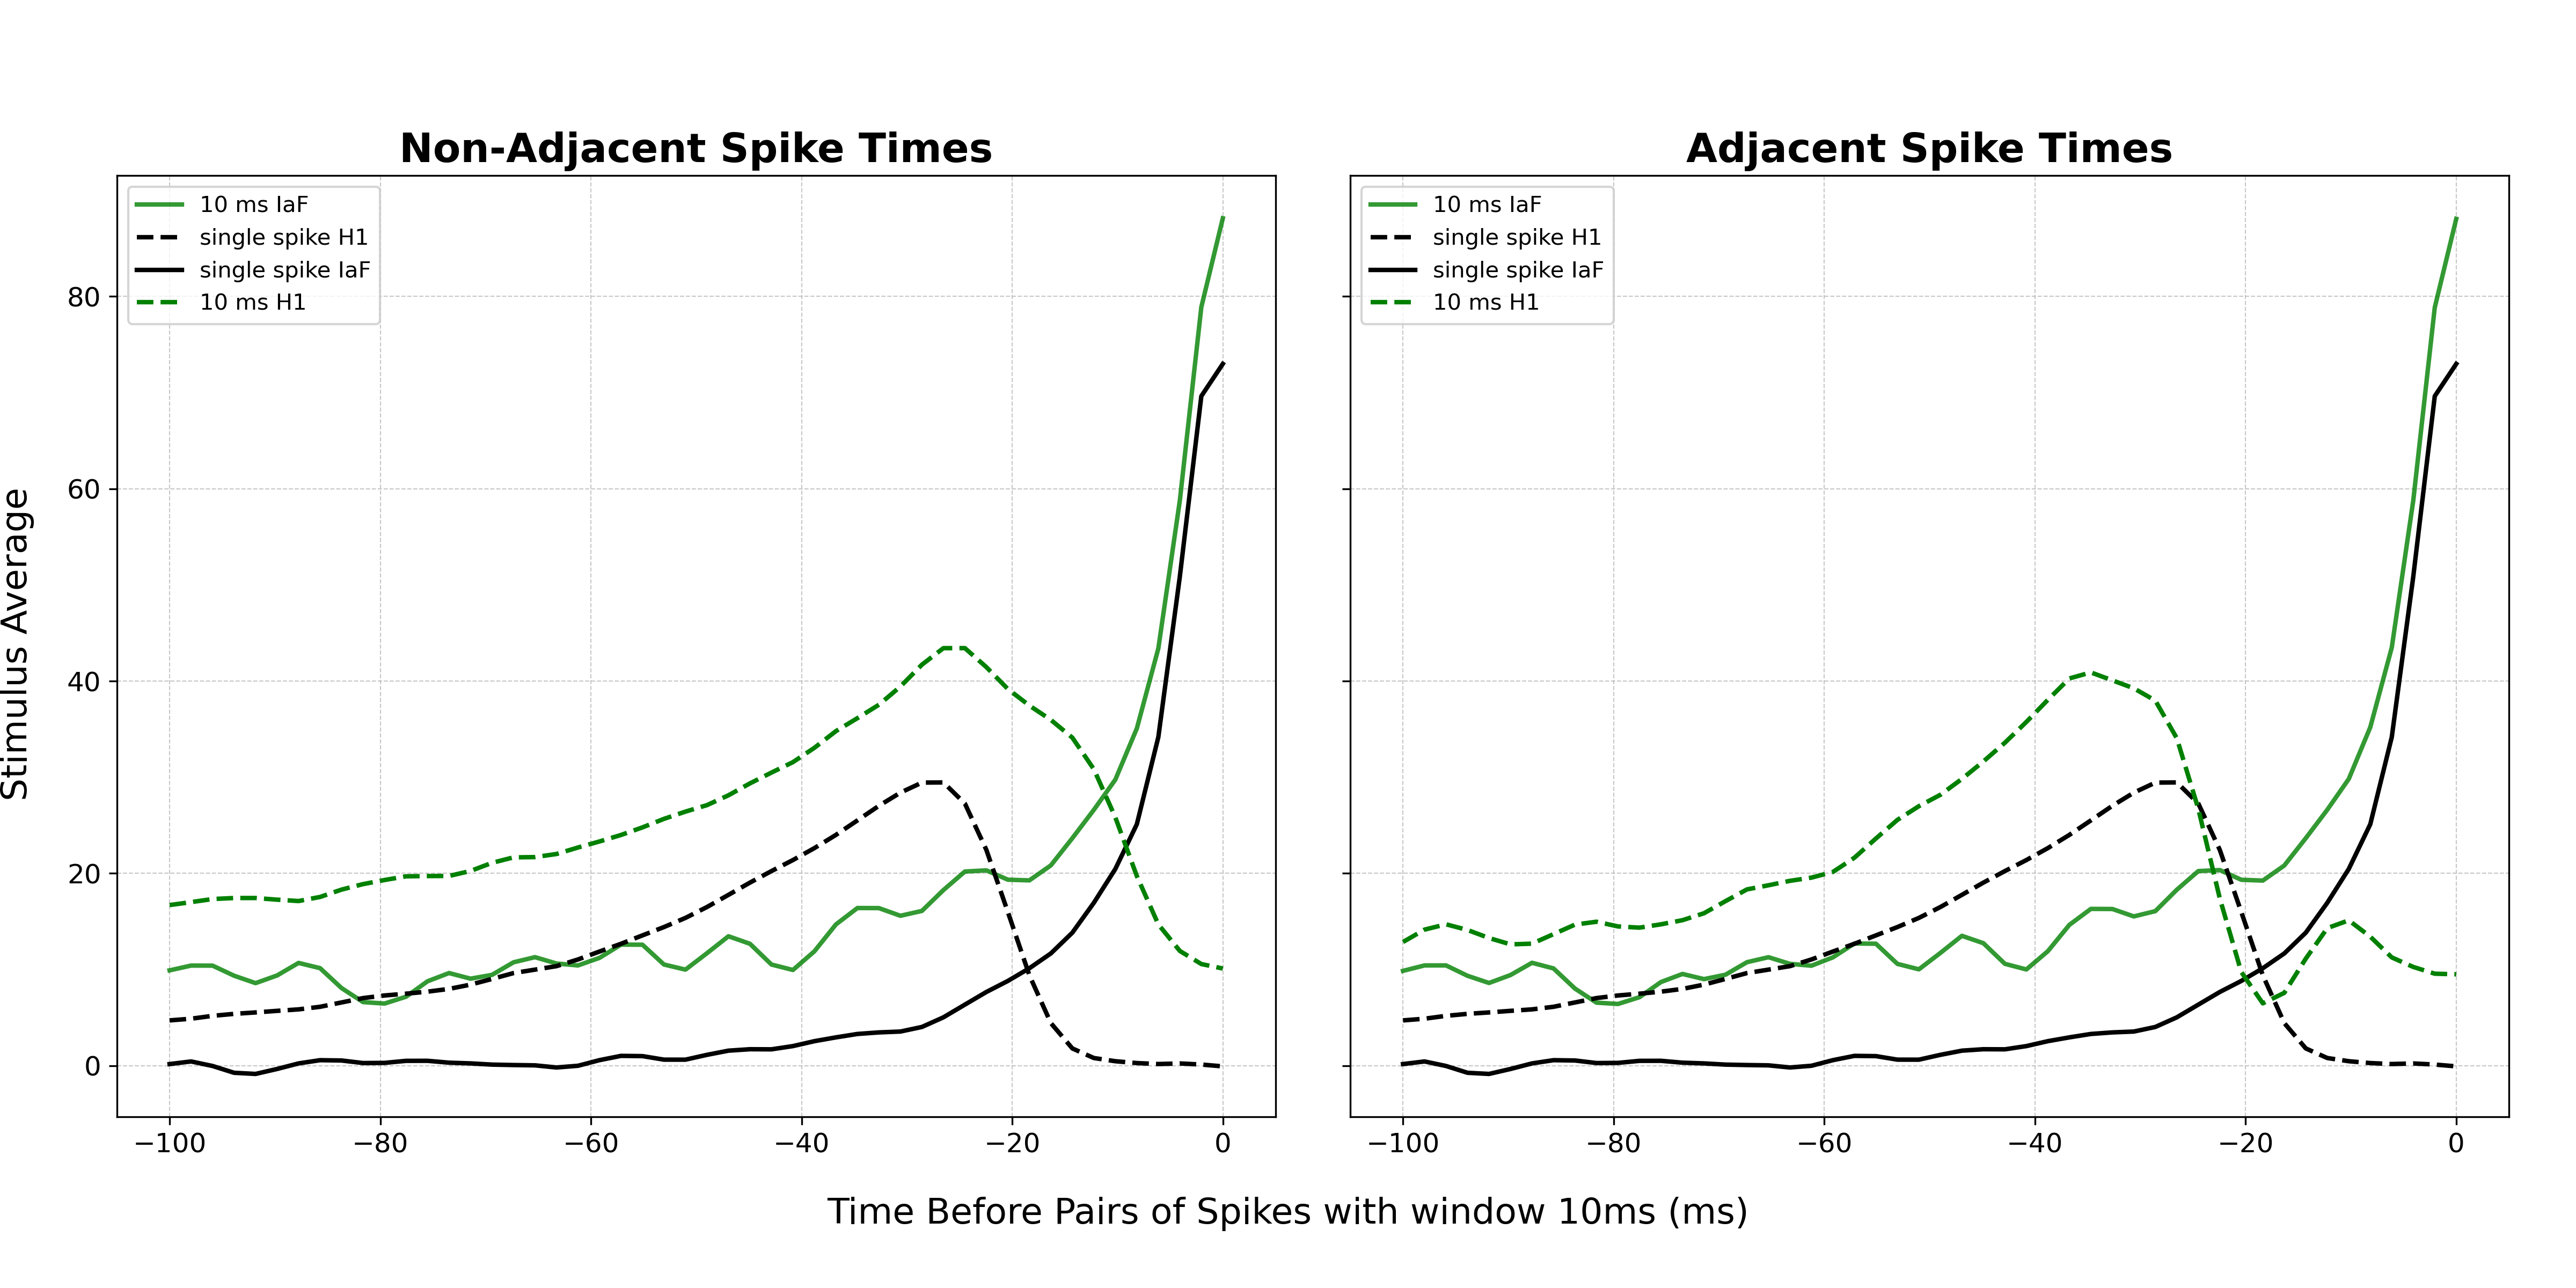 Non-Adjacent Spike Times
10 ms IaF
single spike H1
single spike IaF
10 ms H1
80
60
40
20
0
Stimulus Average
−100
−80
−60
−40
−20
0
Adjacent Spike Times
10 ms IaF
single spike H1
single spike IaF
10 ms H1
−100
−80
−60
−40
−20
0
Time Before Pairs of Spikes with window 10ms (ms)